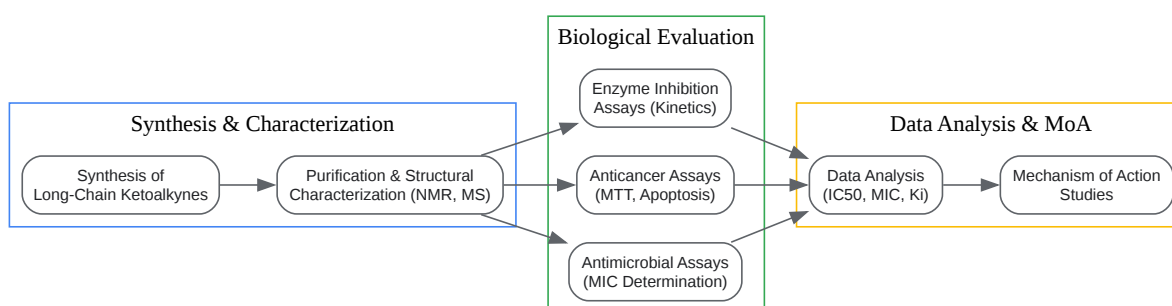 Synthesis & Characterization
Synthesis of
Long-Chain Ketoalkynes
Purification & Structural
Characterization (NMR, MS)
Biological Evaluation
Enzyme Inhibition
Assays (Kinetics)
Anticancer Assays
(MTT, Apoptosis)
Antimicrobial Assays
(MIC Determination)
Data Analysis & MoA
Data Analysis
(IC50, MIC, Ki)
Mechanism of Action
Studies